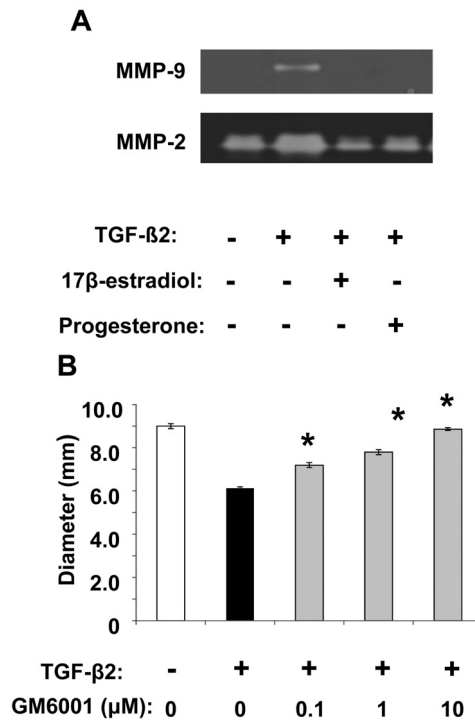 A
MMP-9
MMP-2
TGF-ß2: - + + +
17β-estradiol: - - + -
Progesterone: - - - +
B
10.0
8.0
6.0
4.0
2.0
0
Diameter (mm)
* * *
TGF-β2: - + + + +
GM6001 (μM): 0 0 0.1 1 10